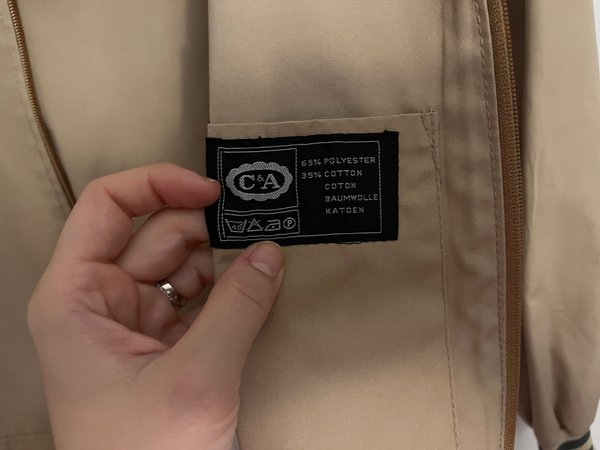 C&A
65% POLYESTER
35% COTTON
COTON
BAUMWOLLE
KATOEN
P